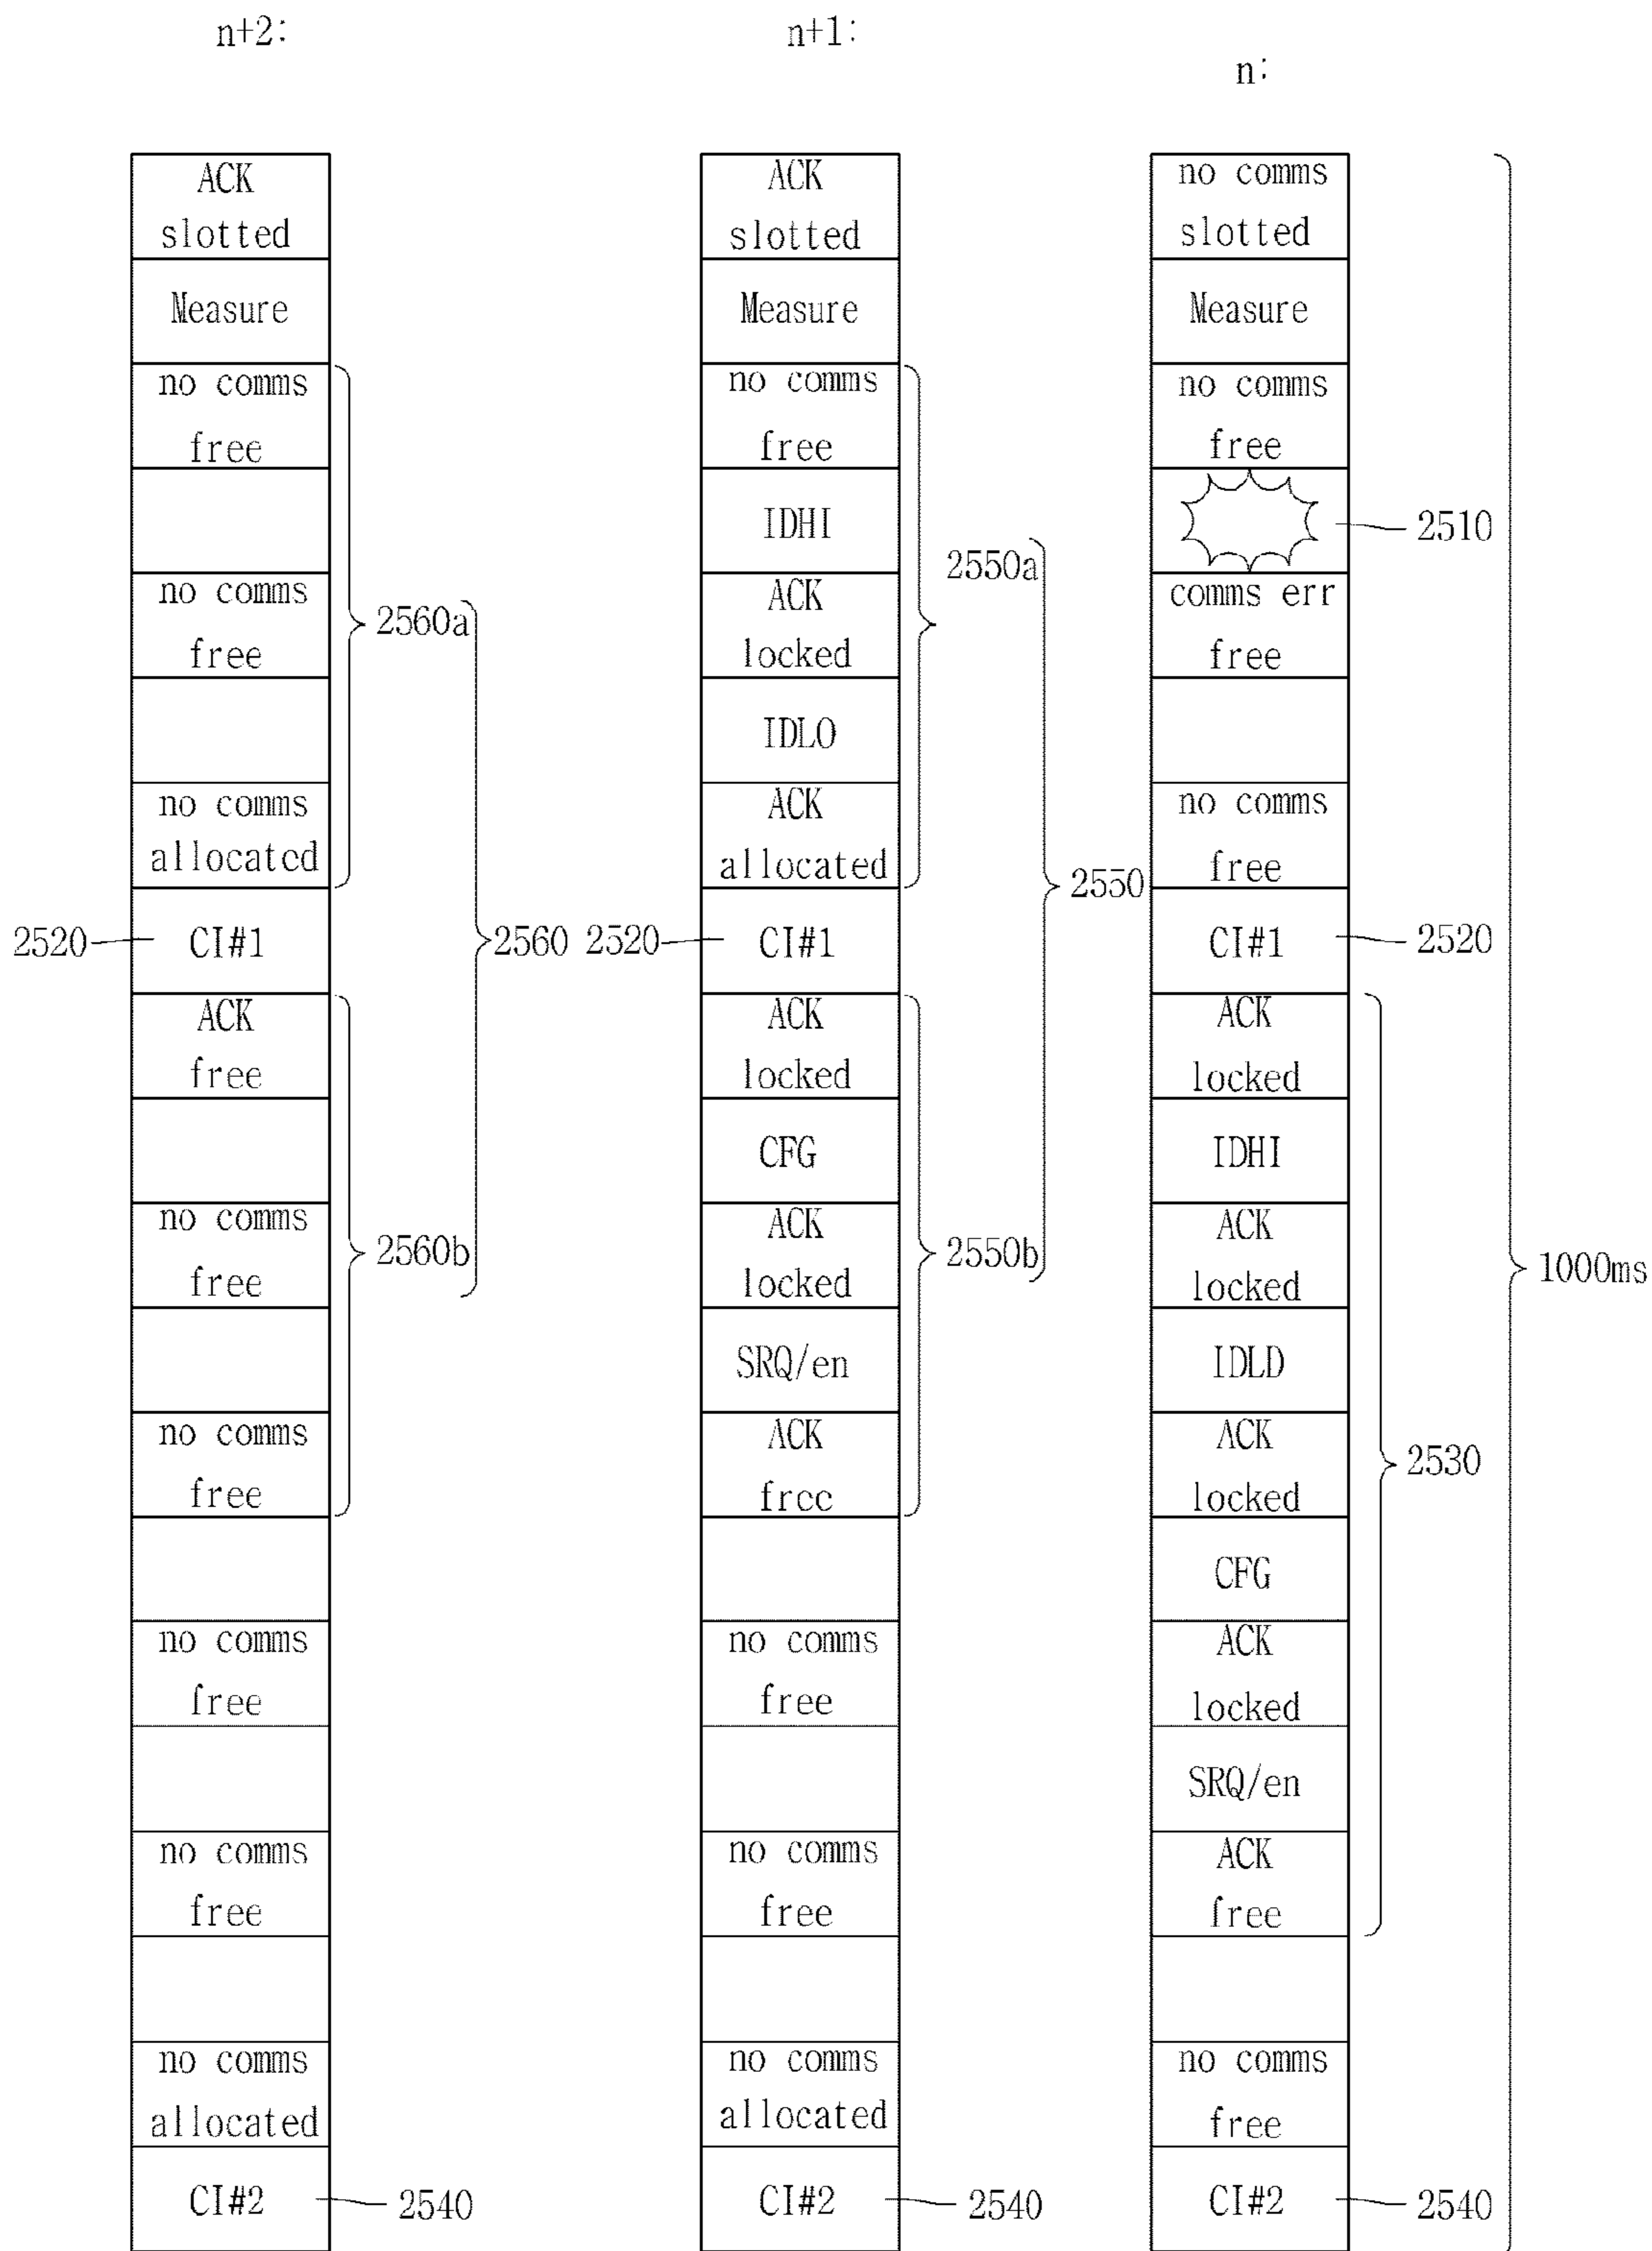 n+2:
ACK
slotted
Measure
no comms
free
no comms
free
no comms
allocated
2520
CI#1
ACK
free
no comms
free
no comms
free
no comms
free
no comms
free
no comms
allocated
CI#2
2540
2560a
2560
2560b
n+1:
ACK
slotted
Measure
no comms
free
IDHI
ACK
locked
IDLO
ACK
allocated
2520
CI#1
ACK
locked
CFG
ACK
locked
SRQ/en
ACK
free
no comms
free
no comms
free
no comms
allocated
CI#2
2540
2550a
2550
2550b
n:
no comms
slotted
Measure
no comms
free
2510
comms err
free
no comms
free
CI#1
2520
ACK
locked
IDHI
ACK
locked
IDLD
ACK
locked
CFG
ACK
locked
SRQ/en
ACK
free
no comms
free
CI#2
2540
2530
1000ms